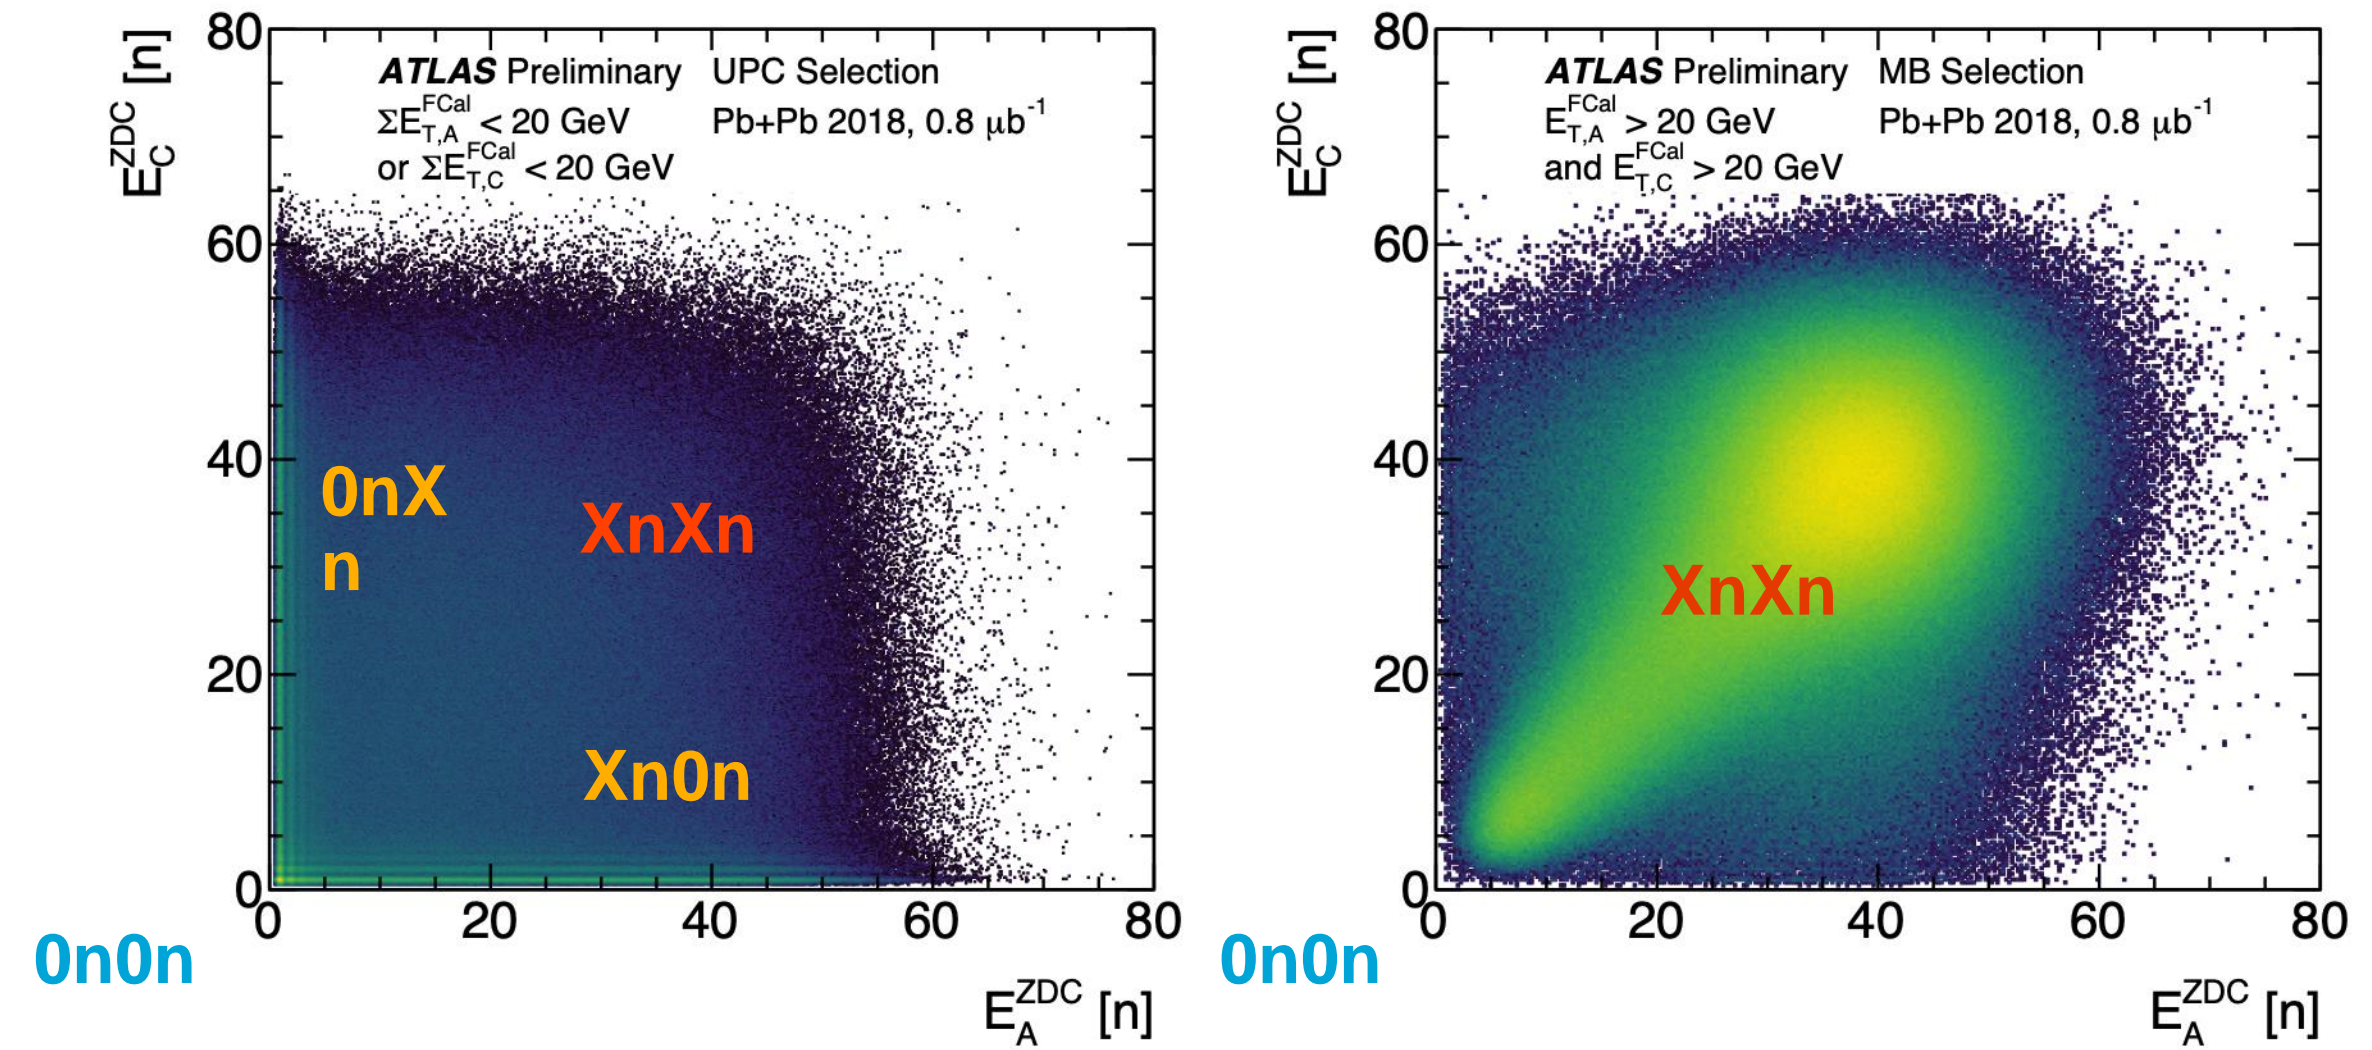 80
60
40
20
0
E_C^ZDC [n]
ATLAS Preliminary UPC Selection
ΣE_T,A^FCal < 20 GeV Pb+Pb 2018, 0.8 μb^-1
or ΣE_T,C^FCal < 20 GeV
0nX
n
XnXn
Xn0n
0 20 40 60 80
0n0n
E_A^ZDC [n]
80
60
40
20
0
E_C^ZDC [n]
ATLAS Preliminary MB Selection
E_T,A^FCal > 20 GeV Pb+Pb 2018, 0.8 μb^-1
and E_T,C^FCal > 20 GeV
XnXn
0 20 40 60 80
0n0n
E_A^ZDC [n]